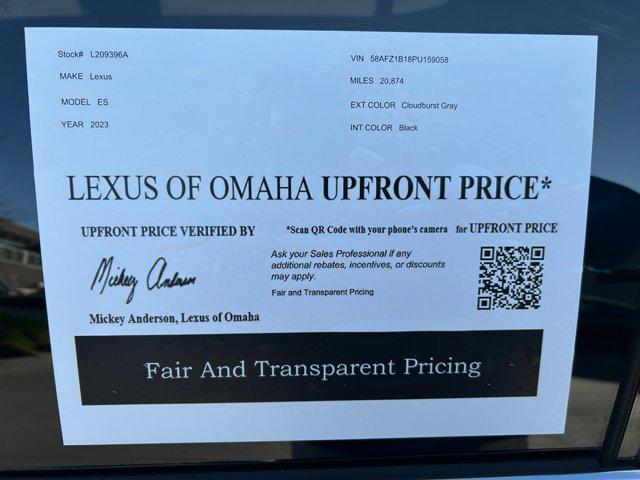 Stock# L209396A
VIN 58AFZ1B18PU159058
MAKE Lexus
MILES 20,874
MODEL ES
EXT COLOR Cloudburst Gray
YEAR 2023
INT COLOR Black
LEXUS OF OMAHA UPFRONT PRICE*
UPFRONT PRICE VERIFIED BY
*Scan QR Code with your phone's camera for UPFRONT PRICE
Mickey Anderson
Ask your Sales Professional if any
additional rebates, incentives, or discounts
may apply.
Fair and Transparent Pricing
Mickey Anderson, Lexus of Omaha
Fair And Transparent Pricing